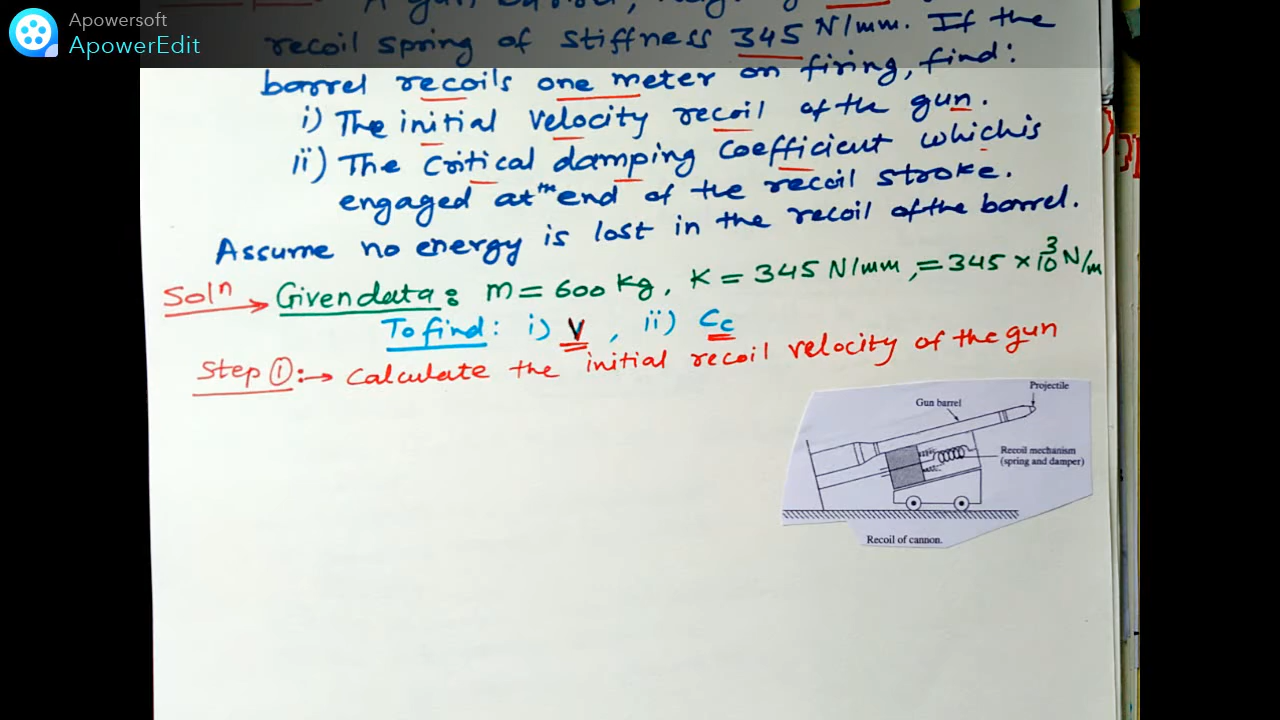 Apowersoft
ApowerEdit
recoil spring of stiffness 345 N/mm. If the
barrel recoils one meter on firing, find:
i) The initial velocity recoil of the gun.
ii) The critical damping coefficient which is
engaged at the end of the recoil stroke.
Assume no energy is lost in the recoil of the barrel.
Solⁿ → Given data: m = 600 kg, K = 345 N/mm, = 345 × 10³ N/m
To find: i) V, ii) Cc
Step ①:→ Calculate the initial recoil velocity of the gun
Projectile
Gun barrel
Recoil mechanism
(spring and damper)
Recoil of cannon.